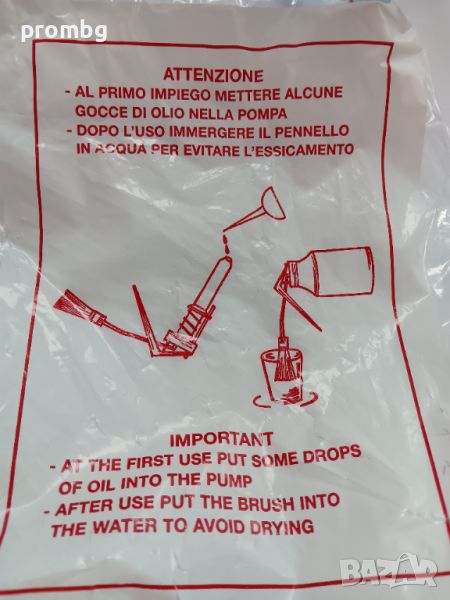 prombg
ATTENZIONE
- AL PRIMO IMPIEGO METTERE ALCUNE
GOCCE DI OLIO NELLA POMPA
- DOPO L'USO IMMERGERE IL PENNELLO
IN ACQUA PER EVITARE L'ESSICAMENTO
IMPORTANT
- AT THE FIRST USE PUT SOME DROPS
OF OIL INTO THE PUMP
- AFTER USE PUT THE BRUSH INTO
THE WATER TO AVOID DRYING
BAZAR